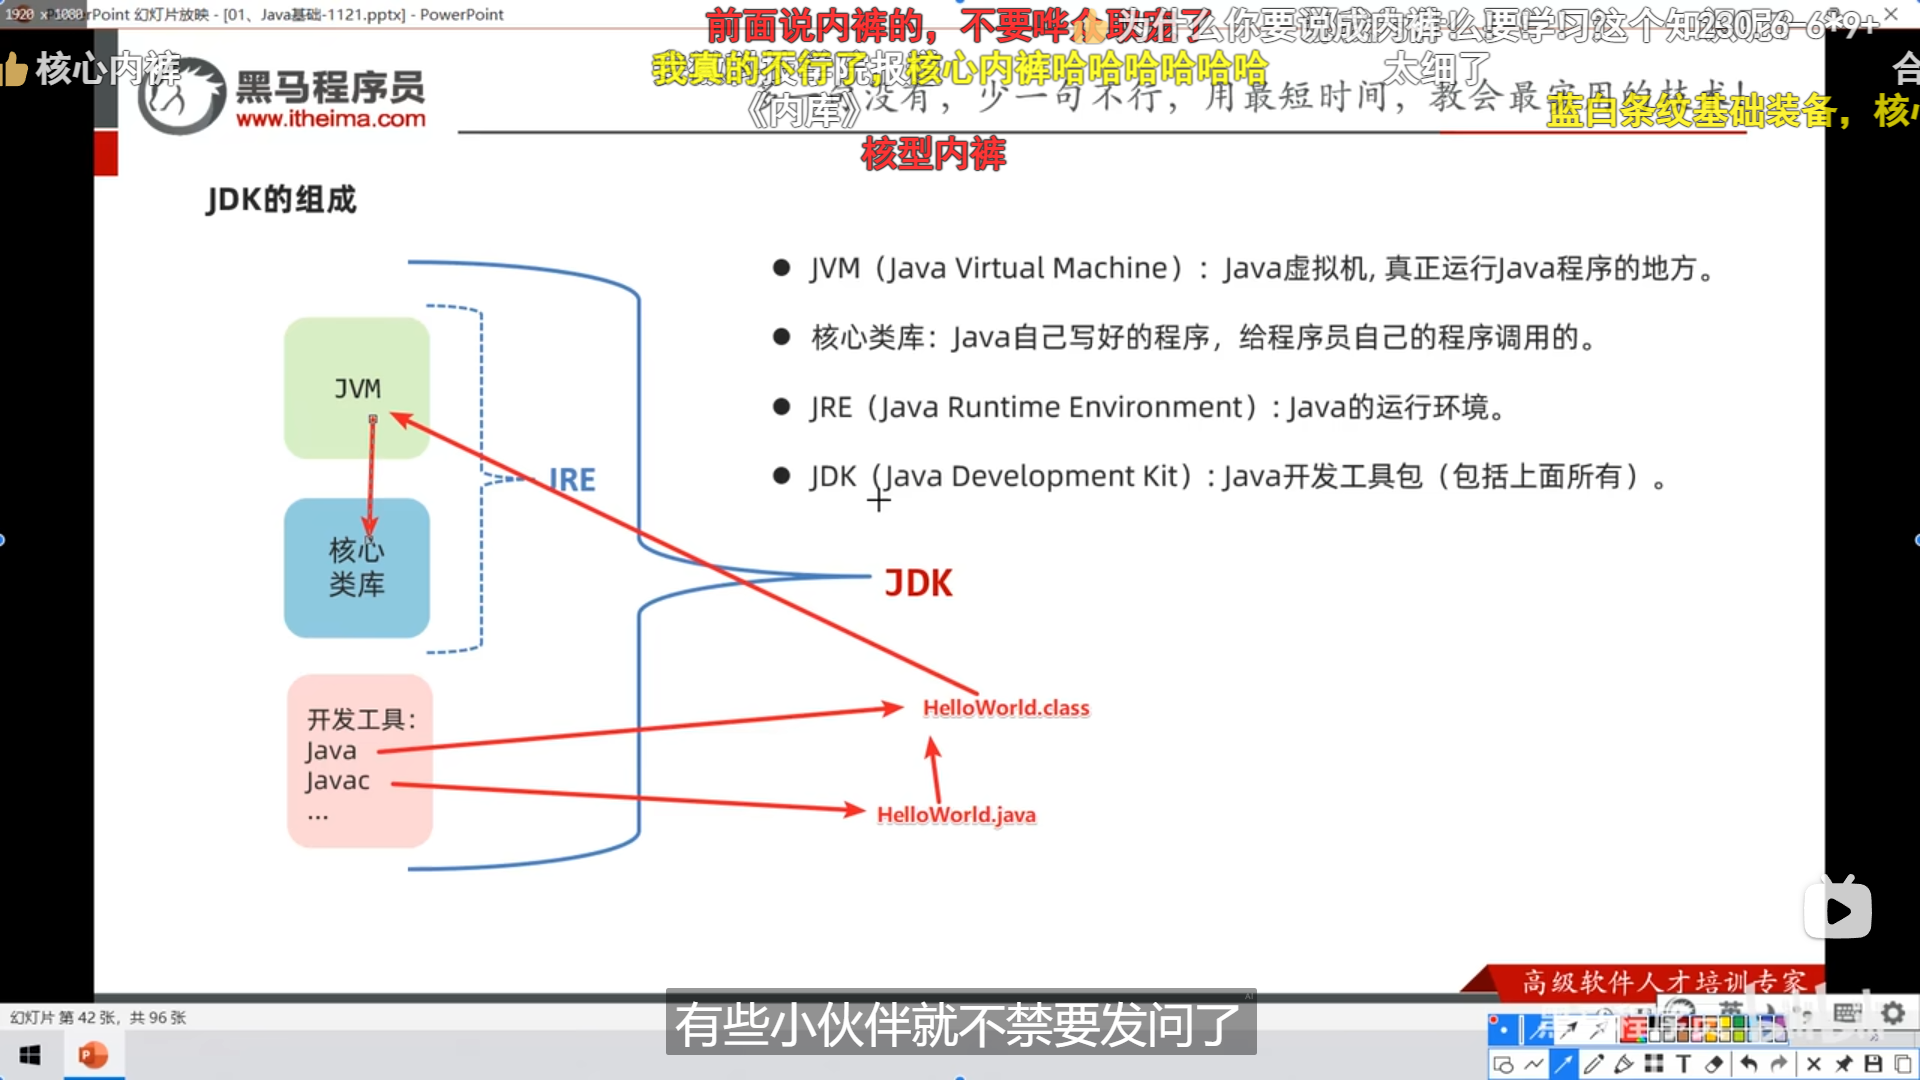 1920 x 1080
PowerPoint 幻灯片放映 - [01、Java基础-1121.pptx] - PowerPoint
前面说内裤的，不要哗众取宠了
为什么你要说成内裤
核心内裤
我真的不行了，核心内裤哈哈哈哈哈哈
太细了
《内库》
蓝白条纹基础装备，核心
核型内裤
黑马程序员
www.itheima.com
多一句没有，少一句不行，用最短时间，教会最实用的技术！
JDK的组成
JVM（Java Virtual Machine）：Java虚拟机, 真正运行Java程序的地方。
核心类库：Java自己写好的程序，给程序员自己的程序调用的。
JRE（Java Runtime Environment）: Java的运行环境。
JDK（Java Development Kit）: Java开发工具包（包括上面所有）。
JVM
JRE
核心
类库
JDK
开发工具：
Java
Javac
...
HelloWorld.class
HelloWorld.java
高级软件人才培训专家
有些小伙伴就不禁要发问了
幻灯片 第 42 张，共 96 张